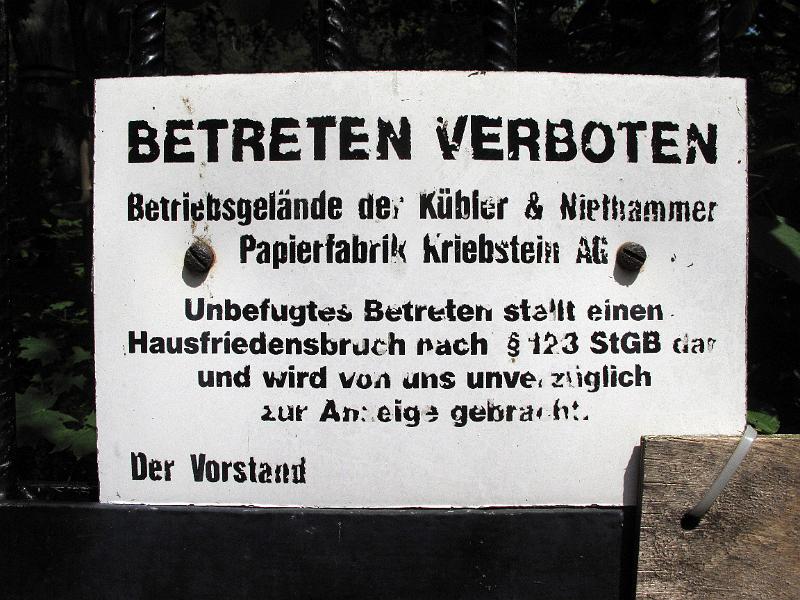 BETRETEN VERBOTEN
Betriebsgelände der Kübler & Niethammer
Papierfabrik Kriebstein AG
Unbefugtes Betreten stellt einen
Hausfriedensbruch nach § 123 StGB dar
und wird von uns unverzüglich
zur Anzeige gebracht.
Der Vorstand